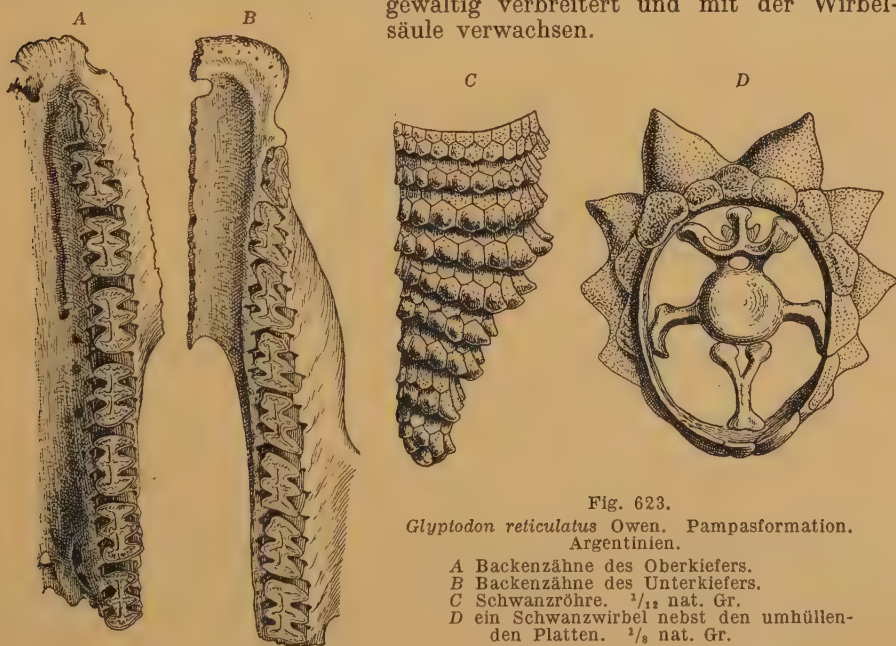 gewaltig verbreitert und mit der Wirbel-
säule verwachsen.
A
B
C
D
Fig. 623.
Glyptodon reticulatus Owen. Pampasformation.
Argentinien.
A Backenzähne des Oberkiefers.
B Backenzähne des Unterkiefers.
C Schwanzröhre. ¹/₁₂ nat. Gr.
D ein Schwanzwirbel nebst den umhüllen-
den Platten. ¹/₈ nat. Gr.